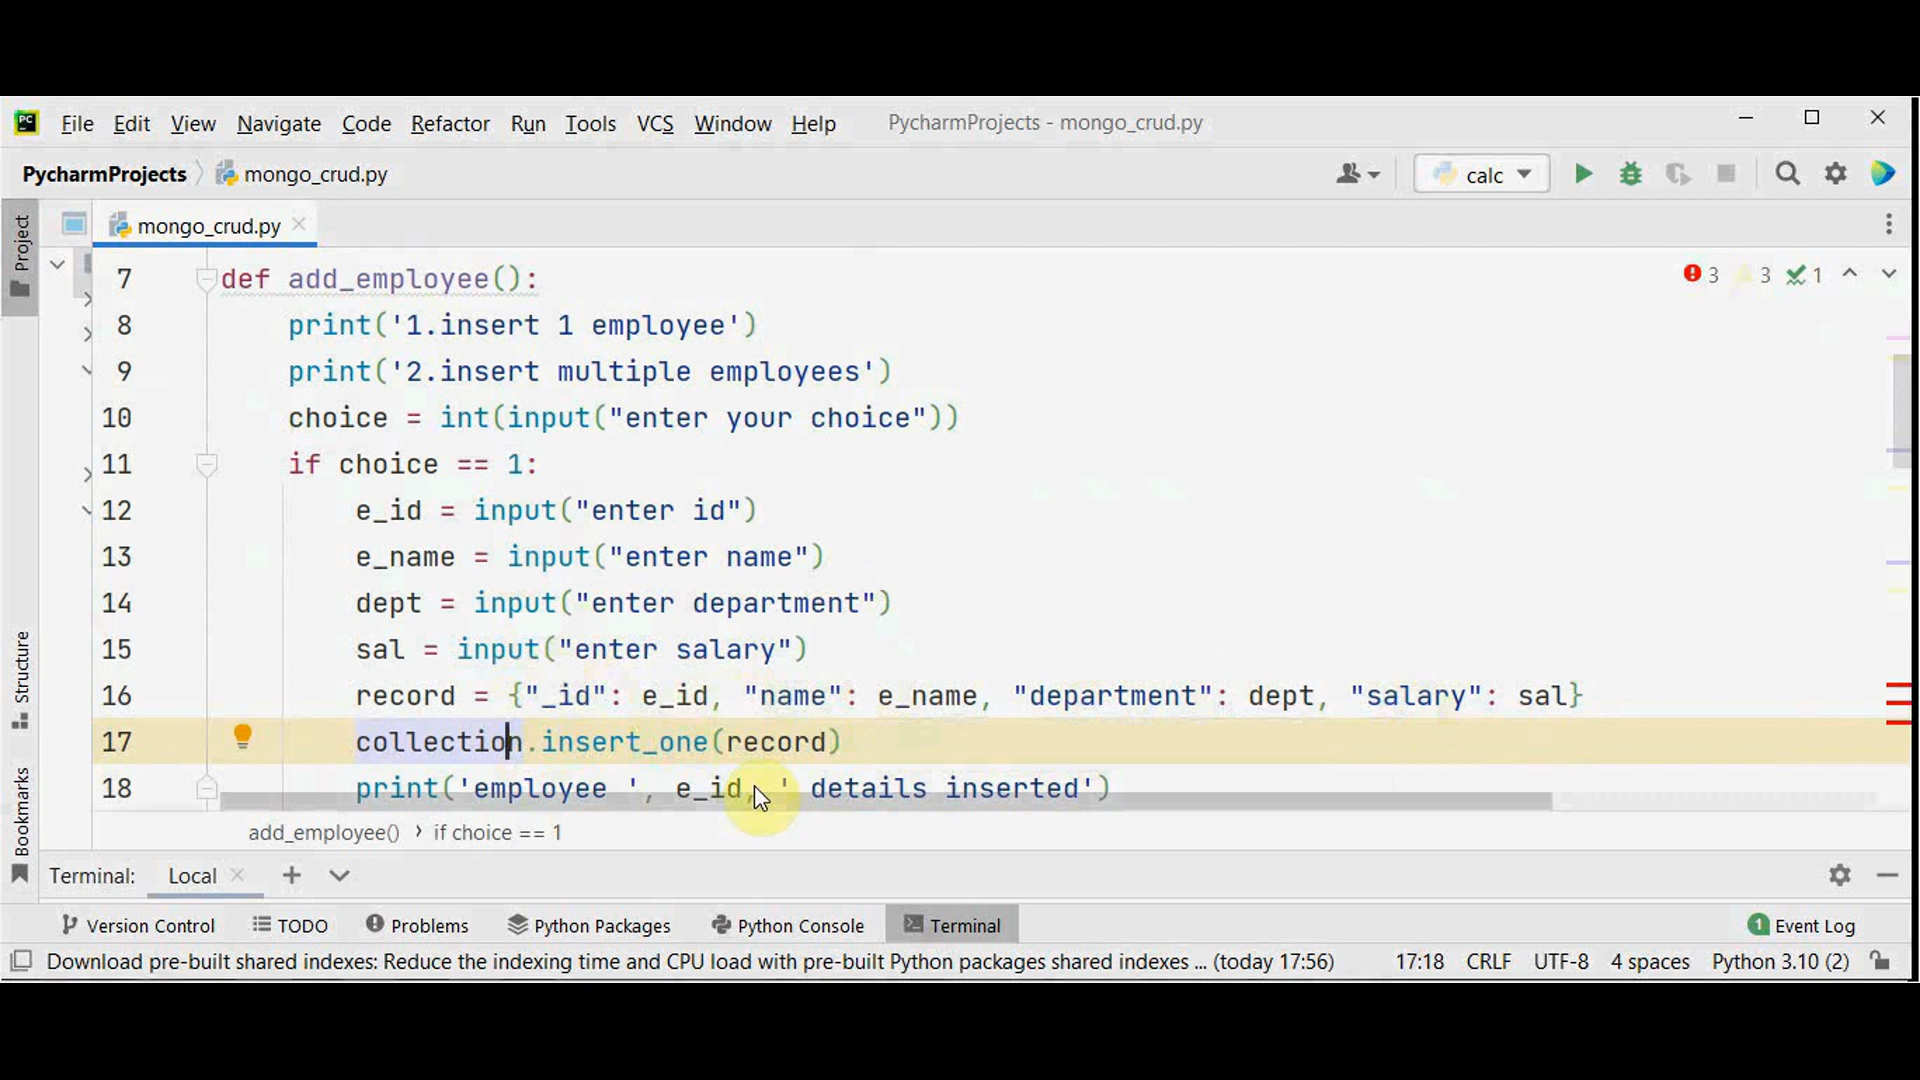 PC File Edit View Navigate Code Refactor Run Tools VCS Window Help PycharmProjects - mongo_crud.py
PycharmProjects mongo_crud.py calc
mongo_crud.py
Project
Structure
Bookmarks
3 3 1
7 def add_employee():
8 print('1.insert 1 employee')
9 print('2.insert multiple employees')
10 choice = int(input("enter your choice"))
11 if choice == 1:
12 e_id = input("enter id")
13 e_name = input("enter name")
14 dept = input("enter department")
15 sal = input("enter salary")
16 record = {"_id": e_id, "name": e_name, "department": dept, "salary": sal}
17 collection.insert_one(record)
18 print('employee ', e_id, ' details inserted')
add_employee() › if choice == 1
Terminal: Local
Version Control TODO Problems Python Packages Python Console Terminal 1 Event Log
Download pre-built shared indexes: Reduce the indexing time and CPU load with pre-built Python packages shared indexes ... (today 17:56) 17:18 CRLF UTF-8 4 spaces Python 3.10 (2)